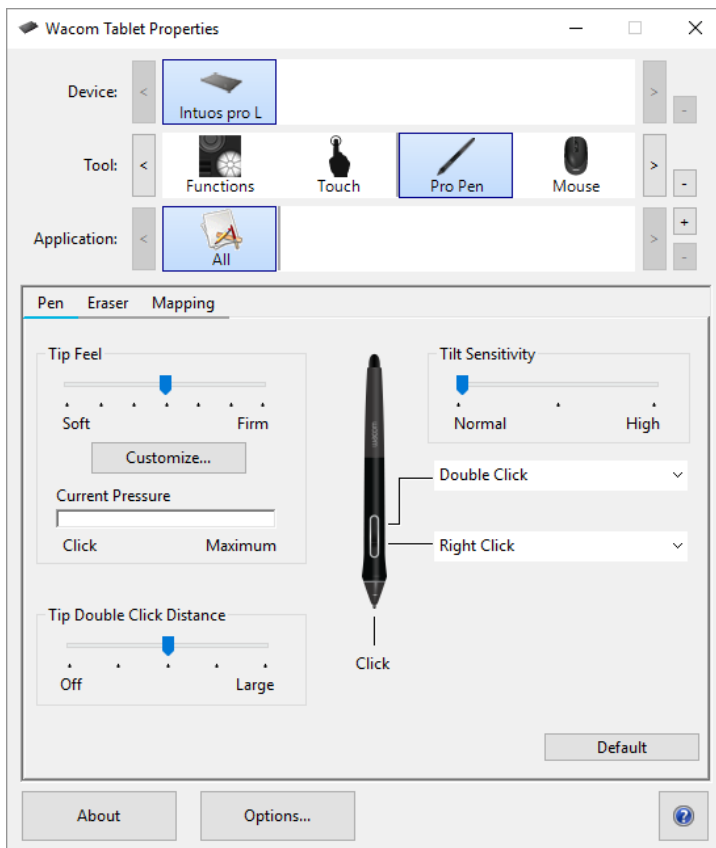 Wacom Tablet Properties
Device:
<
Intuos pro L
>
-
Tool:
<
Functions
Touch
Pro Pen
Mouse
>
-
Application:
<
All
>
+
-
Pen Eraser Mapping
Tip Feel
Soft Firm
Customize...
Current Pressure
Click Maximum
Tip Double Click Distance
Off Large
wacom
Click
Tilt Sensitivity
Normal High
Double Click
Right Click
Default
About
Options...
?